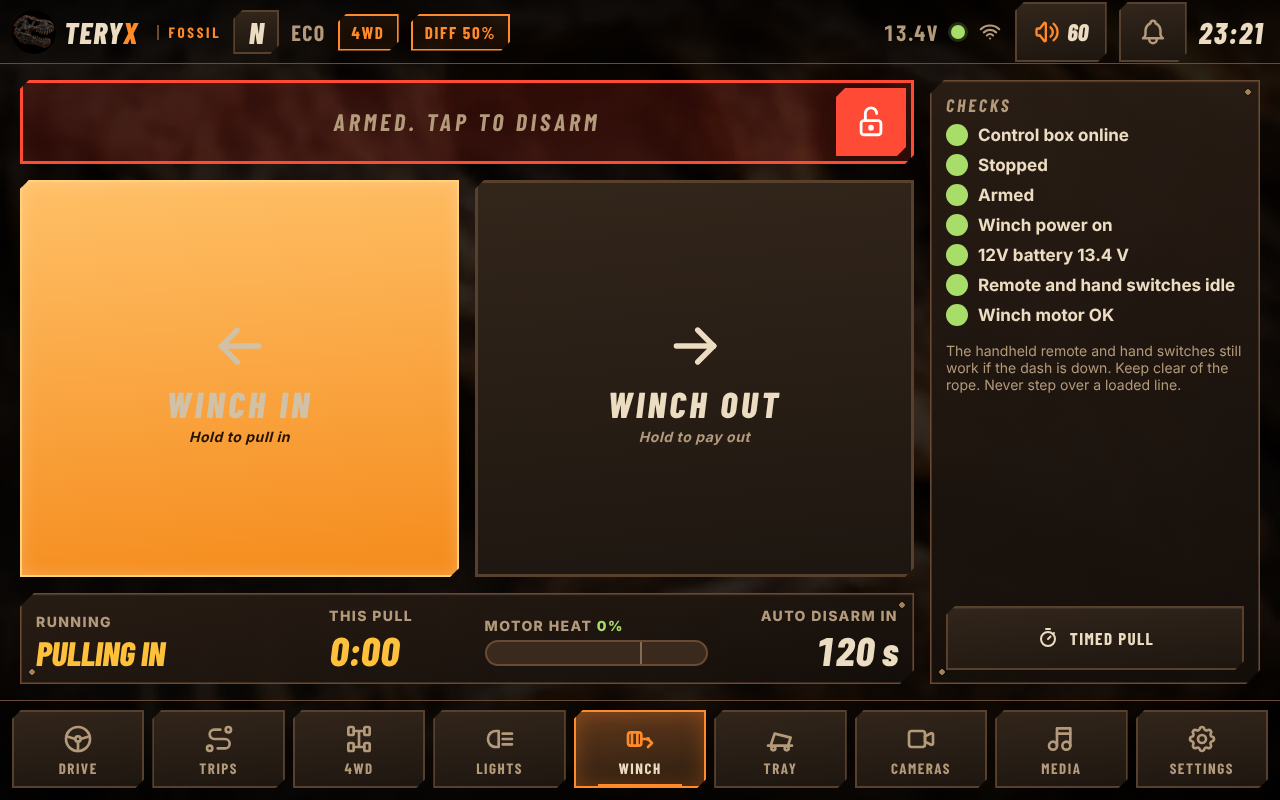 TERYX
FOSSIL
N
ECO
4WD
DIFF 50%
13.4V
60
23:21
ARMED. TAP TO DISARM
WINCH IN
Hold to pull in
WINCH OUT
Hold to pay out
RUNNING
PULLING IN
THIS PULL
0:00
MOTOR HEAT 0%
AUTO DISARM IN
120 s
CHECKS
Control box online
Stopped
Armed
Winch power on
12V battery 13.4 V
Remote and hand switches idle
Winch motor OK
The handheld remote and hand switches still
work if the dash is down. Keep clear of the
rope. Never step over a loaded line.
TIMED PULL
DRIVE
TRIPS
4WD
LIGHTS
WINCH
TRAY
CAMERAS
MEDIA
SETTINGS